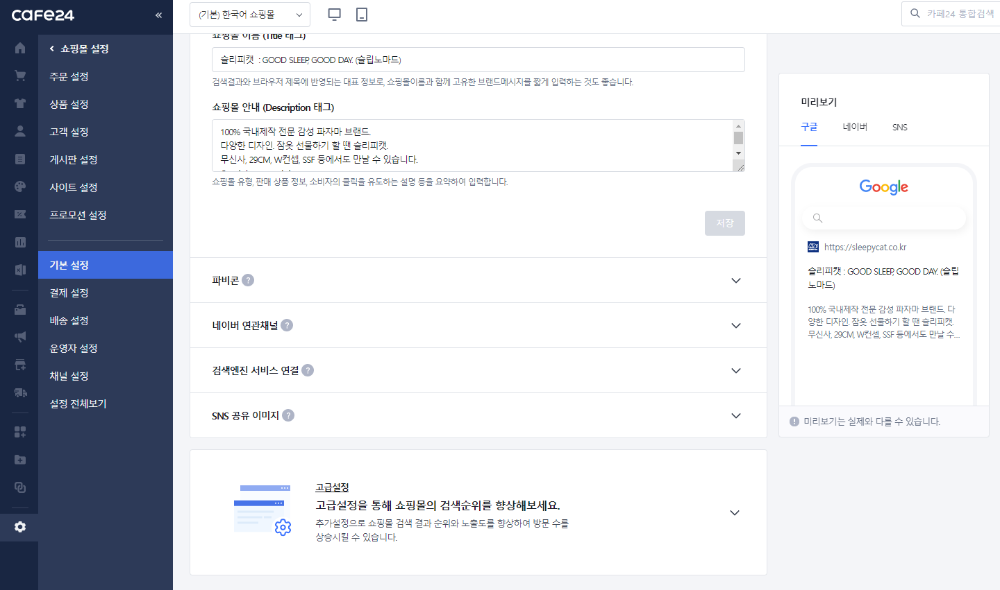 cafe24
«
(기본) 한국어 쇼핑몰
카페24 통합검색
쇼핑몰 설정
주문 설정
상품 설정
고객 설정
게시판 설정
사이트 설정
프로모션 설정
기본 설정
결제 설정
배송 설정
운영자 설정
채널 설정
설정 전체보기
쇼핑몰 이름 (Title 태그)
슬리피캣 : GOOD SLEEP, GOOD DAY. (슬립노마드)
검색결과와 브라우저 제목에 반영되는 대표 정보로, 쇼핑몰이름과 함께 고유한 브랜드메시지를 짧게 입력하는 것도 좋습니다.
쇼핑몰 안내 (Description 태그)
100% 국내제작 전문 감성 파자마 브랜드.
다양한 디자인. 잠옷 선물하기 할 땐 슬리피캣.
무신사, 29CM, W컨셉, SSF 등에서도 만날 수 있습니다.
쇼핑몰 유형, 판매 상품 정보, 소비자의 클릭을 유도하는 설명 등을 요약하여 입력합니다.
저장
파비콘 ?
네이버 연관채널 ?
검색엔진 서비스 연결 ?
SNS 공유 이미지 ?
고급설정
고급설정을 통해 쇼핑몰의 검색순위를 향상해보세요.
추가설정으로 쇼핑몰 검색 결과 순위와 노출도를 향상하여 방문 수를
상승시킬 수 있습니다.
미리보기
구글 네이버 SNS
Google
https://sleepycat.co.kr
슬리피캣 : GOOD SLEEP, GOOD DAY. (슬립
노마드)
100% 국내제작 전문 감성 파자마 브랜드. 다
양한 디자인. 잠옷 선물하기 할 땐 슬리피캣.
무신사, 29CM, W컨셉, SSF 등에서도 만날 수...
미리보기는 실제와 다를 수 있습니다.